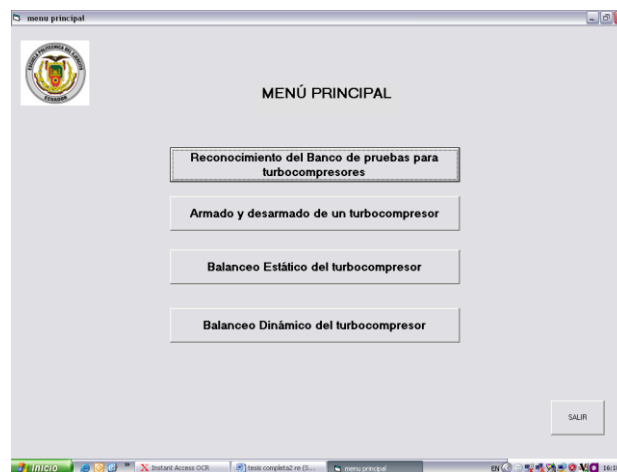 menu principal
MENÚ PRINCIPAL
Reconocimiento del Banco de pruebas para
turbocompresores
Armado y desarmado de un turbocompresor
Balanceo Estático del turbocompresor
Balanceo Dinámico del turbocompresor
SALIR
Inicio
Instant Access OCR
tesis completa2 re (S...
menu principal
EN